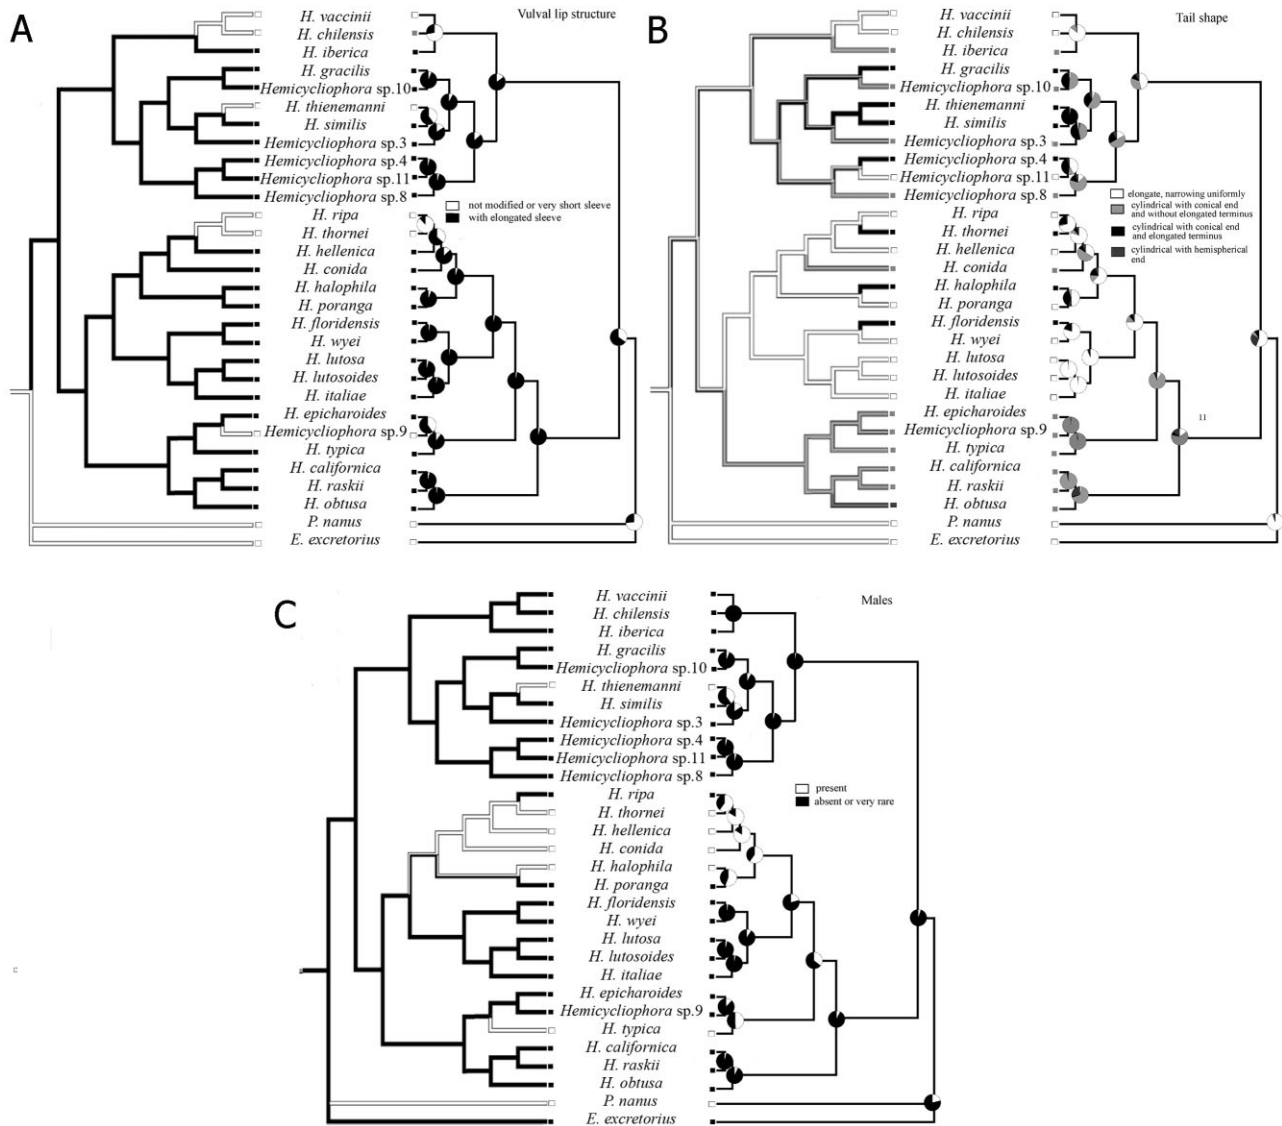 A
Vulval lip structure
H. vaccinii
H. chilensis
H. iberica
H. gracilis
Hemicycliophora sp.10
H. thienemanni
H. similis
Hemicycliophora sp.3
Hemicycliophora sp.4
Hemicycliophora sp.11
Hemicycliophora sp.8
H. ripa
H. thornei
H. hellenica
H. conida
H. halophila
H. poranga
H. floridensis
H. wyei
H. lutosa
H. lutosoides
H. italiae
H. epicharoides
Hemicycliophora sp.9
H. typica
H. californica
H. raskii
H. obtusa
P. nanus
E. excretorius
not modified or very short sleeve
with elongated sleeve
B
Tail shape
H. vaccinii
H. chilensis
H. iberica
H. gracilis
Hemicycliophora sp.10
H. thienemanni
H. similis
Hemicycliophora sp.3
Hemicycliophora sp.4
Hemicycliophora sp.11
Hemicycliophora sp.8
H. ripa
H. thornei
H. hellenica
H. conida
H. halophila
H. poranga
H. floridensis
H. wyei
H. lutosa
H. lutosoides
H. italiae
H. epicharoides
Hemicycliophora sp.9
H. typica
H. californica
H. raskii
H. obtusa
P. nanus
E. excretorius
elongate, narrowing uniformly
cylindrical with conical end
and without elongated terminus
cylindrical with conical end
and elongated terminus
cylindrical with hemispherical
end
11
C
Males
H. vaccinii
H. chilensis
H. iberica
H. gracilis
Hemicycliophora sp.10
H. thienemanni
H. similis
Hemicycliophora sp.3
Hemicycliophora sp.4
Hemicycliophora sp.11
Hemicycliophora sp.8
H. ripa
H. thornei
H. hellenica
H. conida
H. halophila
H. poranga
H. floridensis
H. wyei
H. lutosa
H. lutosoides
H. italiae
H. epicharoides
Hemicycliophora sp.9
H. typica
H. californica
H. raskii
H. obtusa
P. nanus
E. excretorius
present
absent or very rare